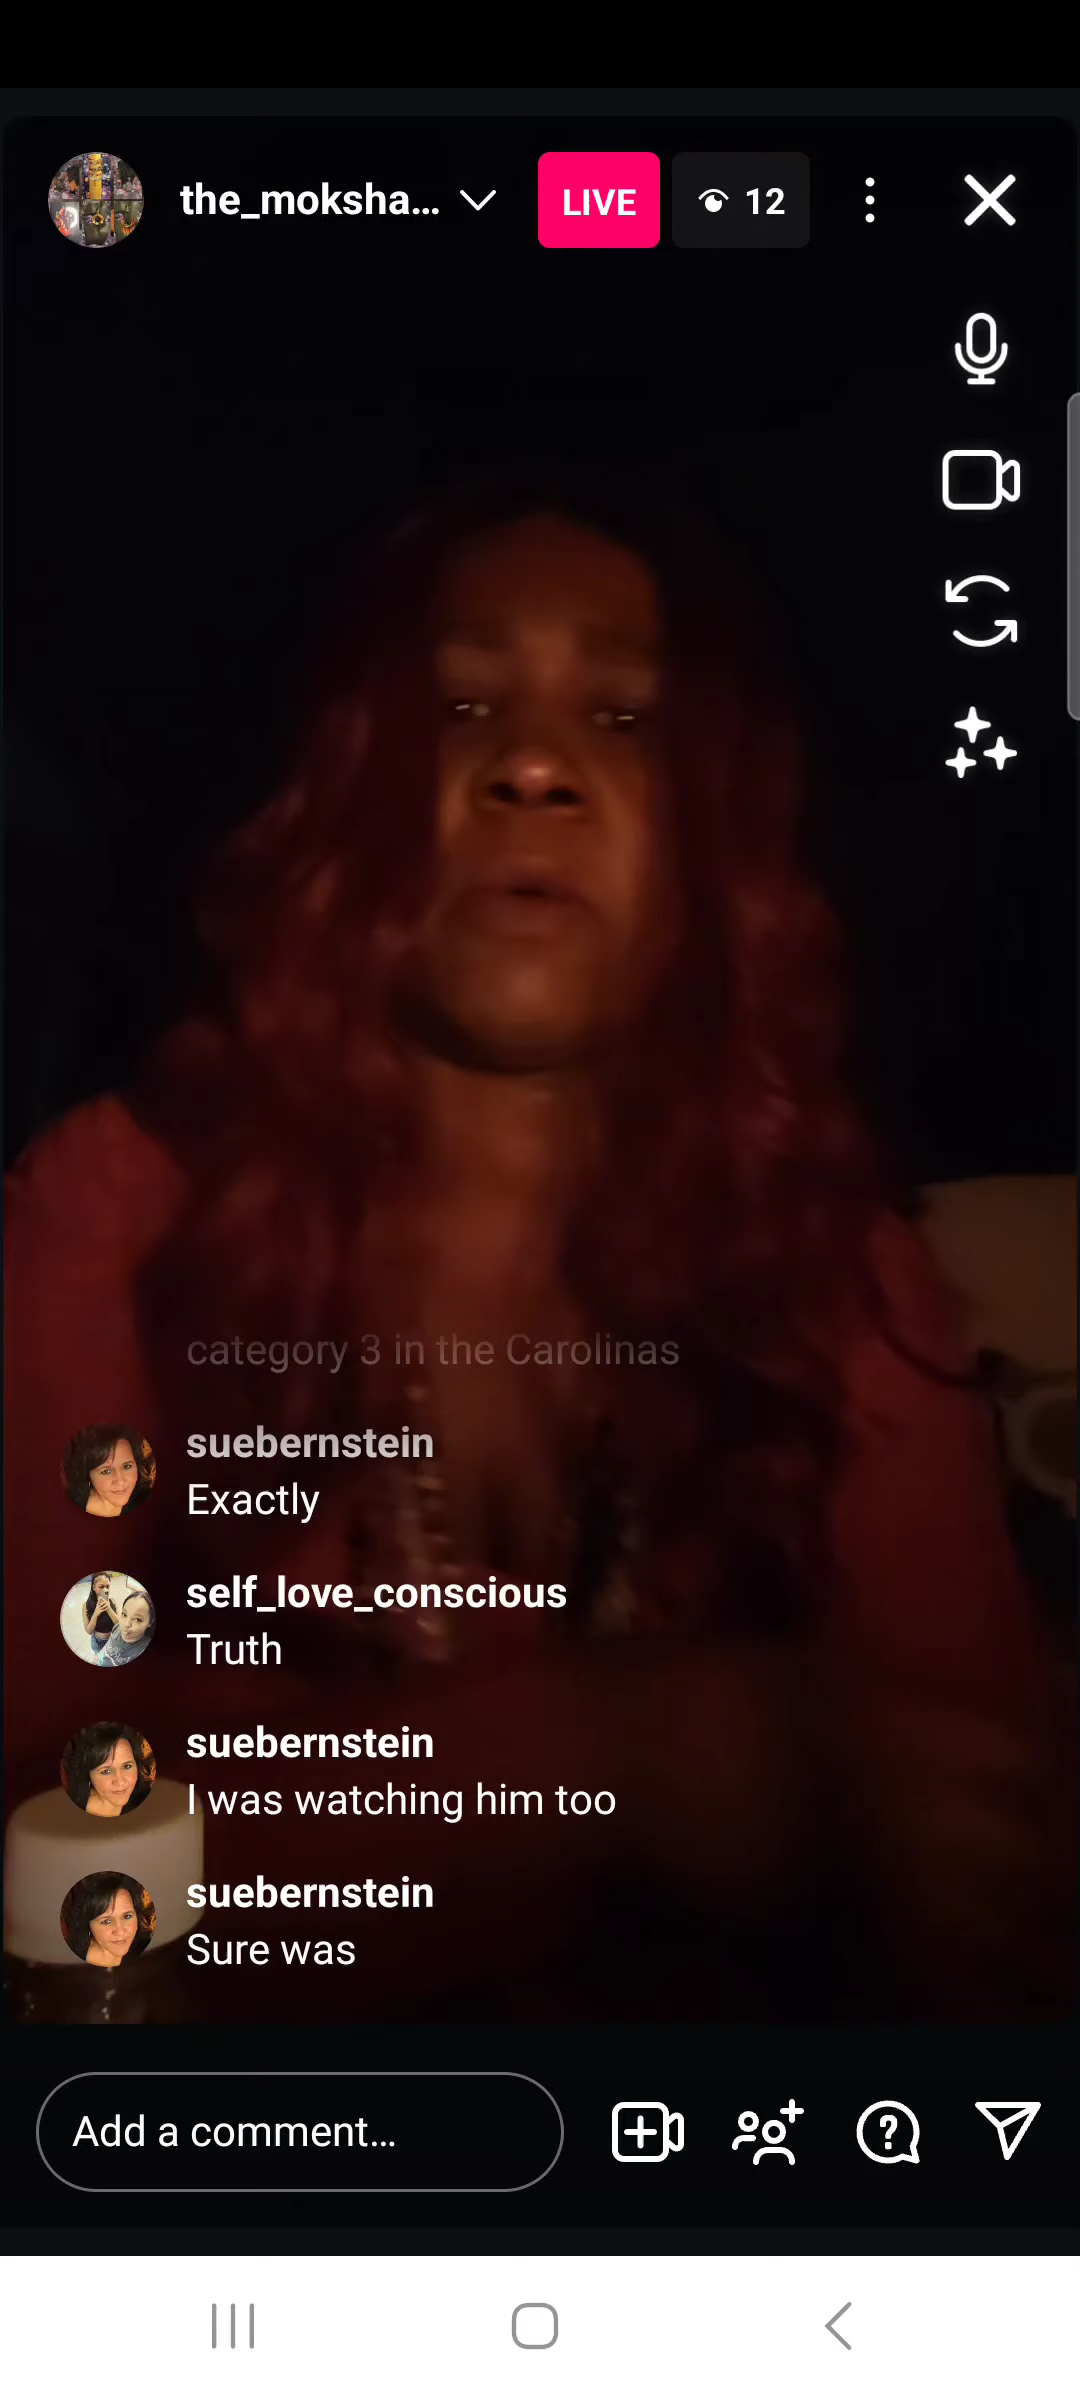 the_moksha...
LIVE
12
category 3 in the Carolinas
suebernstein
Exactly
self_love_conscious
Truth
suebernstein
I was watching him too
suebernstein
Sure was
Add a comment...